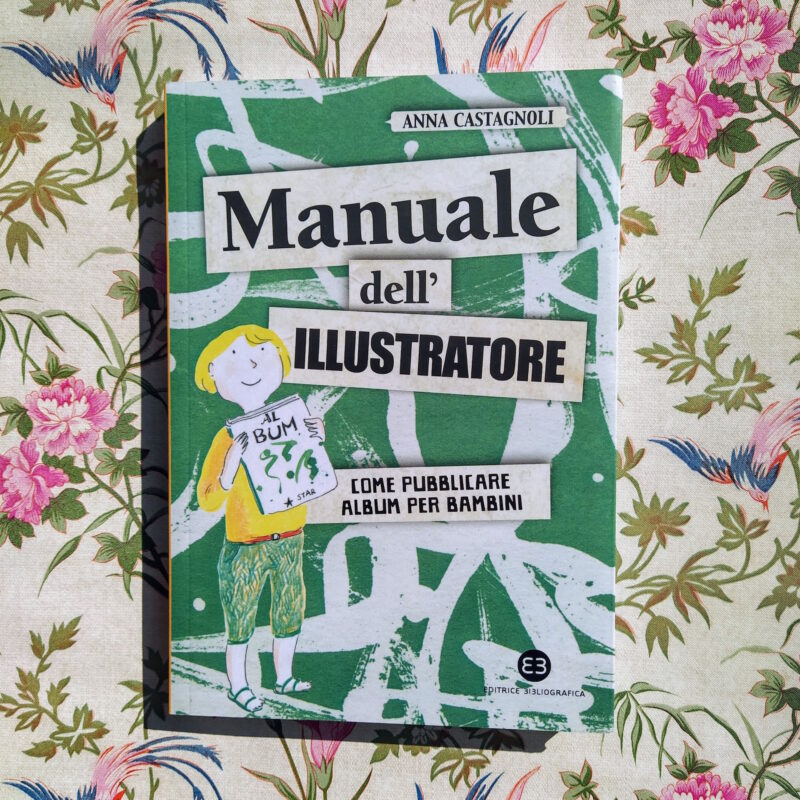 ANNA CASTAGNOLI
Manuale
dell'
ILLUSTRATORE
AL
BUM
STAR
COME PUBBLICARE
ALBUM PER BAMBINI
EDITRICE BIBLIOGRAFICA